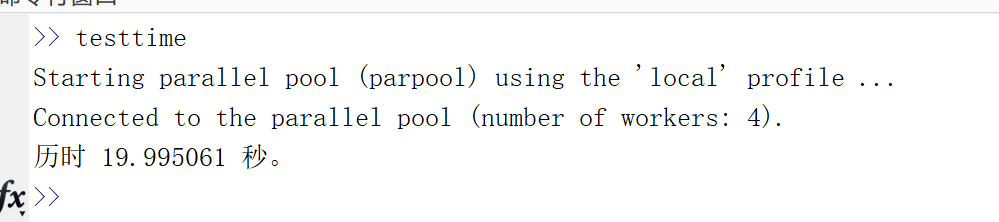 >> testtime
Starting parallel pool (parpool) using the 'local' profile ...
Connected to the parallel pool (number of workers: 4).
历时 19.995061 秒。
fx >>